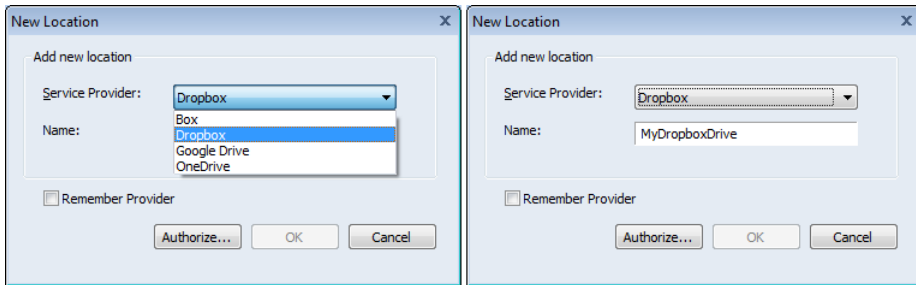 New Location X
Add new location
Service Provider: Dropbox
Box
Name: Dropbox
Google Drive
OneDrive
Remember Provider
Authorize... OK Cancel
New Location X
Add new location
Service Provider: Dropbox
Name: MyDropboxDrive
Remember Provider
Authorize... OK Cancel